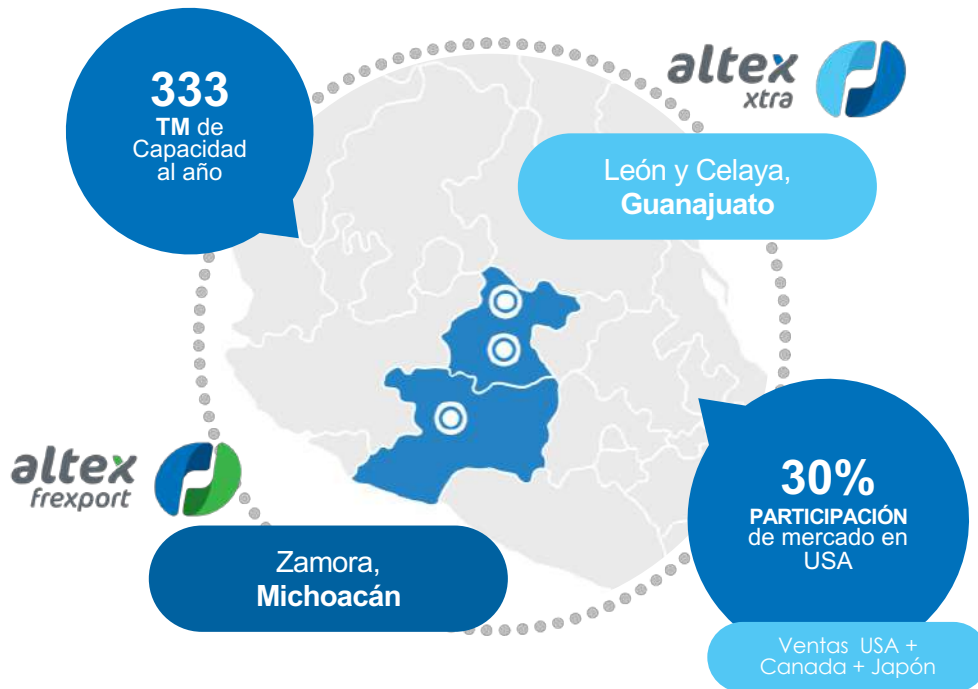 333
TM de
Capacidad
al año
altex
xtra
León y Celaya,
Guanajuato
altex
frexport
Zamora,
Michoacán
30%
PARTICIPACIÓN
de mercado en
USA
Ventas USA +
Canada + Japón